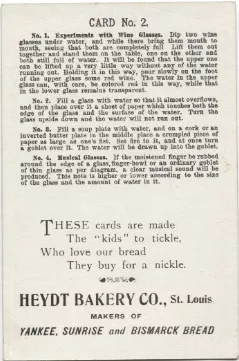 CARD No. 2.
No. 1. Experiments with Wine Glasses. Dip two wine
glasses under water, and while there bring them mouth to
mouth, seeing that both are completely full. Lift them out
together and stand them on the table, one on the other and
both still full of water. It will be found that the upper one
can be lifted up a very little way without any of the water
running out. Holding it in this way, pour slowly on the foot
of the upper glass some red wine. The water in the upper
glass can, with care, be colored red in this way, while that
in the lower remains transparent.
No. 2. Fill a glass with water so that it almost overflows,
and then place over it a sheet of paper which touches both the
edge of the glass and the surface of the water. Turn the
glass upside down and the water will not run out.
No. 3. Fill a soup plate with water, and on a cork or an
inverted butter plate in the middle place a crumpled piece of
paper as large as one's fist. Set fire to it, and at once turn
a goblet over it. The water will be drawn up into the goblet.
No. 4. Musical Glasses. If the moistened finger be rubbed
around the edge of a glass, finger-bowl) or an ordinary goblet
of thin glass as per diagram, a clear musical sound will be
produced. This note is higher or lower according to the size
of the glass and the amount of water in it.
THESE cards are made
The "kids" to tickle,
Who love our bread
They buy for a nickle.
HEYDT BAKERY CO., St. Louis
MAKERS OF
YANKEE, SUNRISE and BISMARCK BREAD